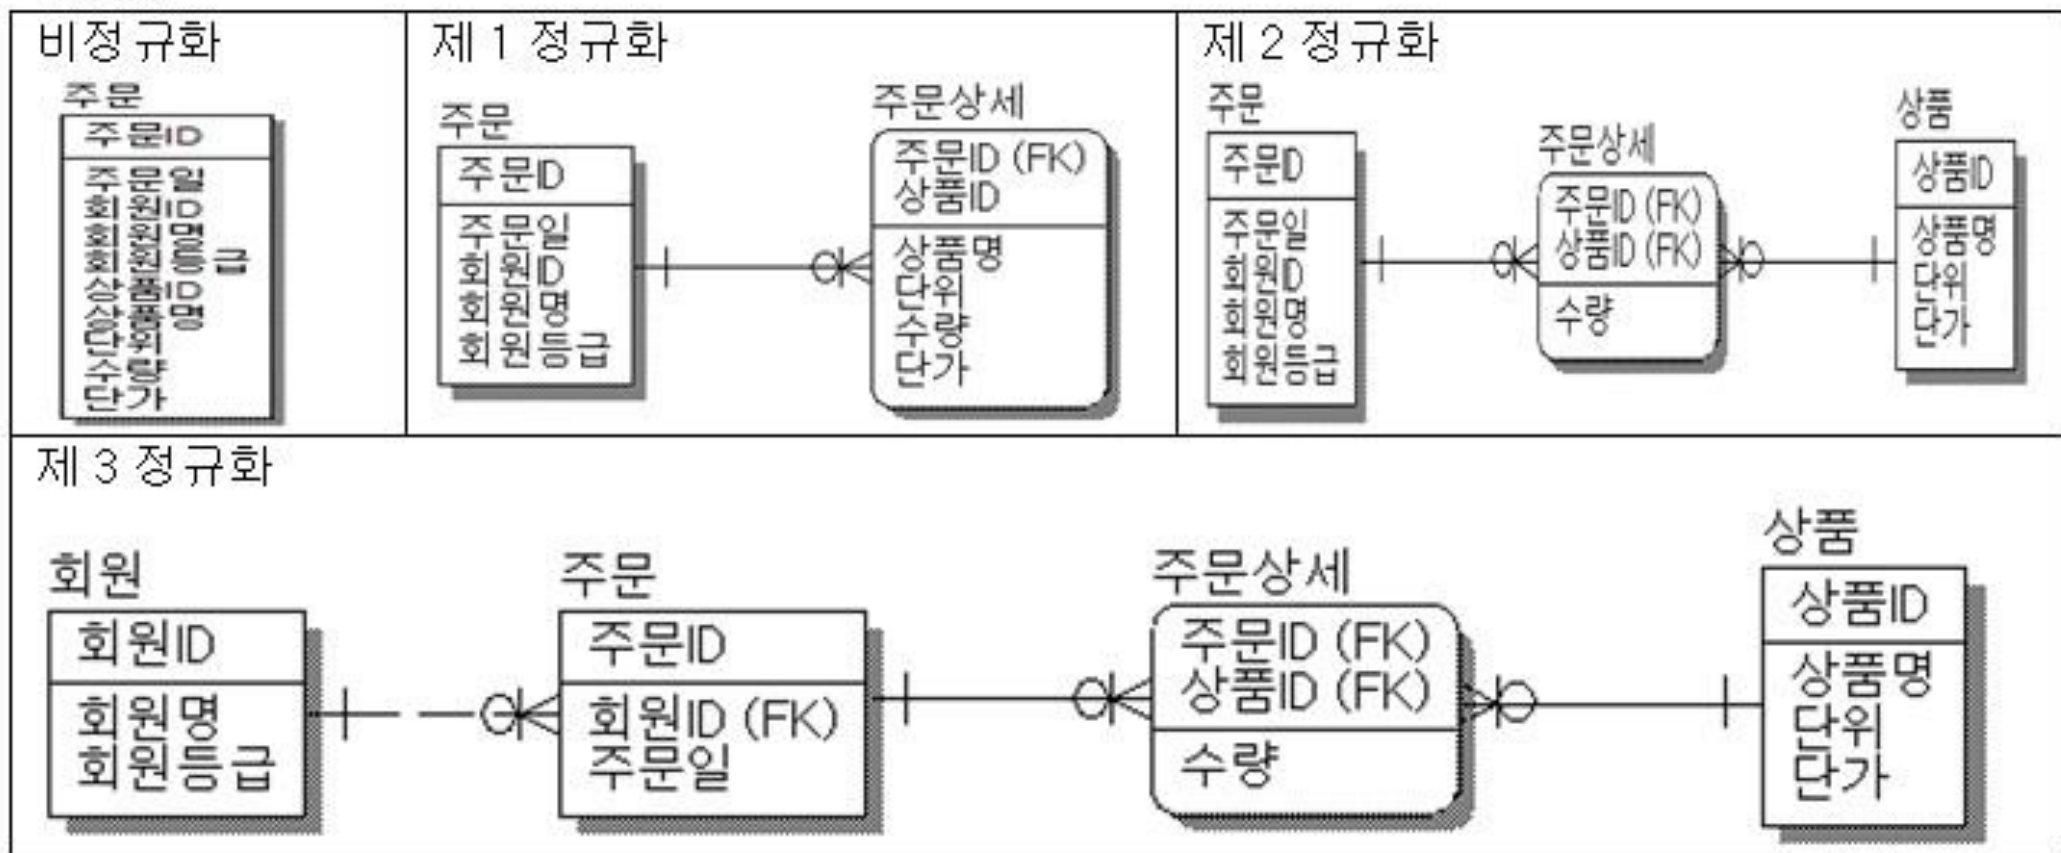 비정규화
주문
주문ID
주문일
회원ID
회원명
회원등급
상품ID
상품명
단위
수량
단가
제 1 정규화
주문
주문ID
주문일
회원ID
회원명
회원등급
주문상세
주문ID (FK)
상품ID
상품명
단위
수량
단가
제 2 정규화
주문
주문ID
주문일
회원ID
회원명
회원등급
주문상세
주문ID (FK)
상품ID (FK)
수량
상품
상품ID
상품명
단위
단가
제 3 정규화
회원
회원ID
회원명
회원등급
주문
주문ID
회원ID (FK)
주문일
주문상세
주문ID (FK)
상품ID (FK)
수량
상품
상품ID
상품명
단위
단가